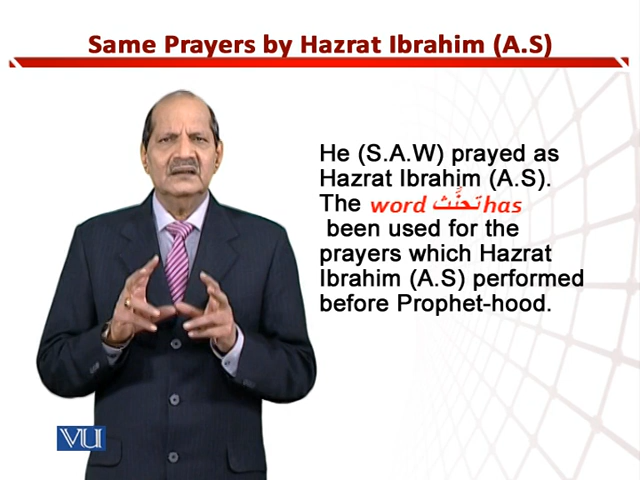 Same Prayers by Hazrat Ibrahim (A.S)
He (S.A.W) prayed as
Hazrat Ibrahim (A.S).
The word تحنُّث has
been used for the
prayers which Hazrat
Ibrahim (A.S) performed
before Prophet-hood.
VU